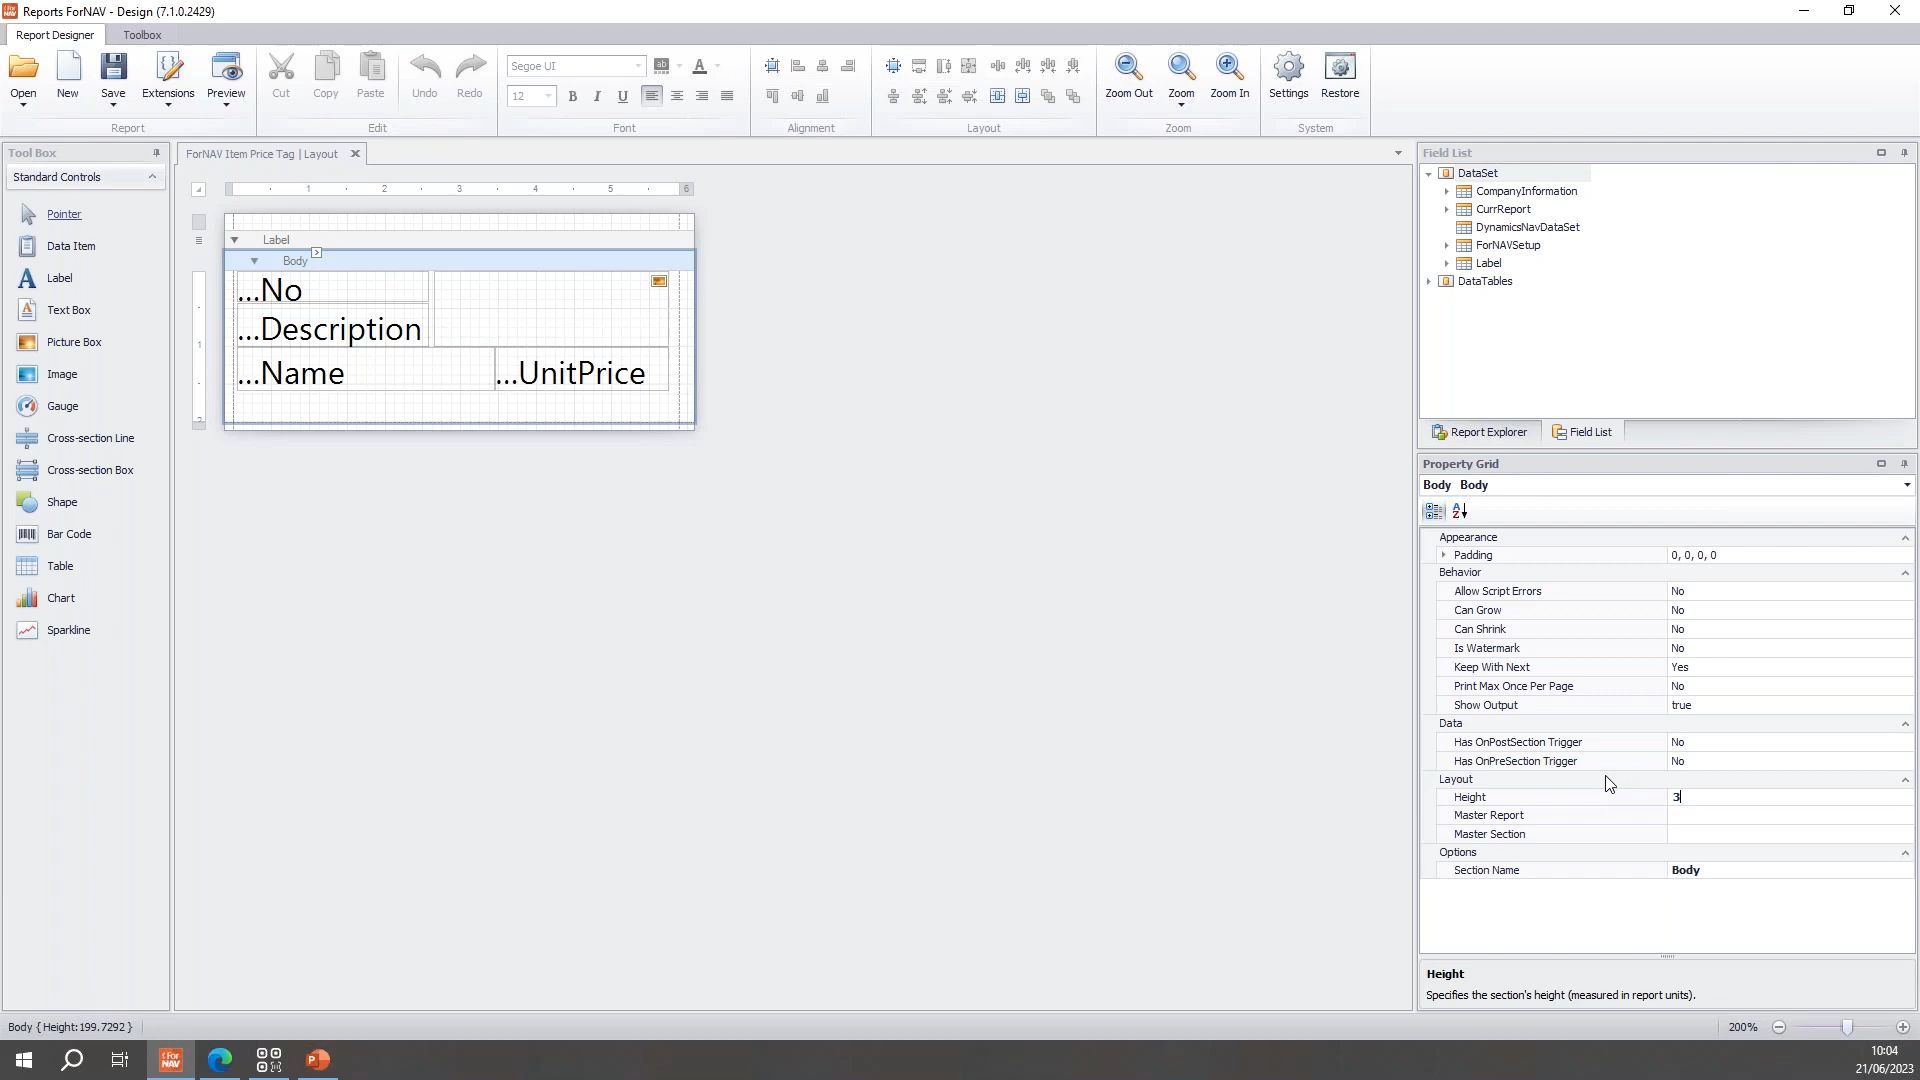 Reports ForNAV - Design (7.1.0.2429)
Report Designer Toolbox
Open New Save Extensions Preview Cut Copy Paste Undo Redo Segoe UI 12 Zoom Out Zoom Zoom In Settings Restore
Report Edit Font Alignment Layout Zoom System
Tool Box
Standard Controls
Pointer
Data Item
Label
Text Box
Picture Box
Image
Gauge
Cross-section Line
Cross-section Box
Shape
Bar Code
Table
Chart
Sparkline
ForNAV Item Price Tag | Layout
1 2 3 4 5 6
Label
Body
...No
...Description
1
...Name ...UnitPrice
2
Field List
DataSet
CompanyInformation
CurrReport
DynamicsNavDataSet
ForNAVSetup
Label
DataTables
Report Explorer Field List
Property Grid
Body Body
Appearance
Padding 0, 0, 0, 0
Behavior
Allow Script Errors No
Can Grow No
Can Shrink No
Is Watermark No
Keep With Next Yes
Print Max Once Per Page No
Show Output true
Data
Has OnPostSection Trigger No
Has OnPreSection Trigger No
Layout
Height 3
Master Report
Master Section
Options
Section Name Body
Height
Specifies the section's height (measured in report units).
Body { Height:199.7292 } 200%
10:04
21/06/2023